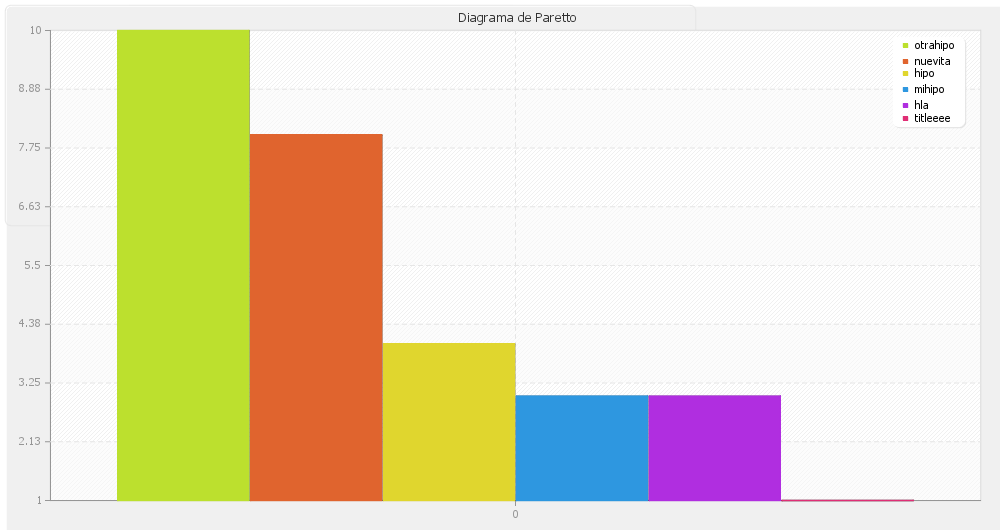 Diagrama de Paretto
10
8.88
7.75
6.63
5.5
4.38
3.25
2.13
1
0
otrahipo
nuevita
hipo
mihipo
hla
titleeee